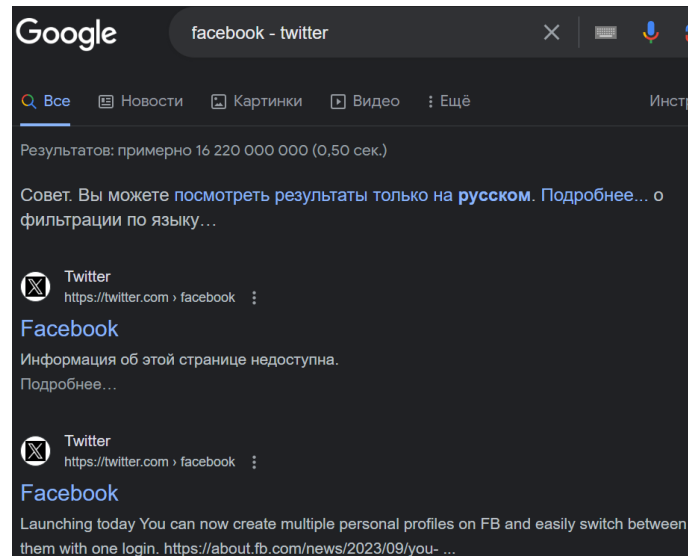 Google
facebook - twitter
Все Новости Картинки Видео Ещё
Результатов: примерно 16 220 000 000 (0,50 сек.)
Совет. Вы можете посмотреть результаты только на русском. Подробнее... о
фильтрации по языку…
Twitter
https://twitter.com › facebook
Facebook
Информация об этой странице недоступна.
Подробнее…
Twitter
https://twitter.com › facebook
Facebook
Launching today You can now create multiple personal profiles on FB and easily switch between
them with one login. https://about.fb.com/news/2023/09/you- ...